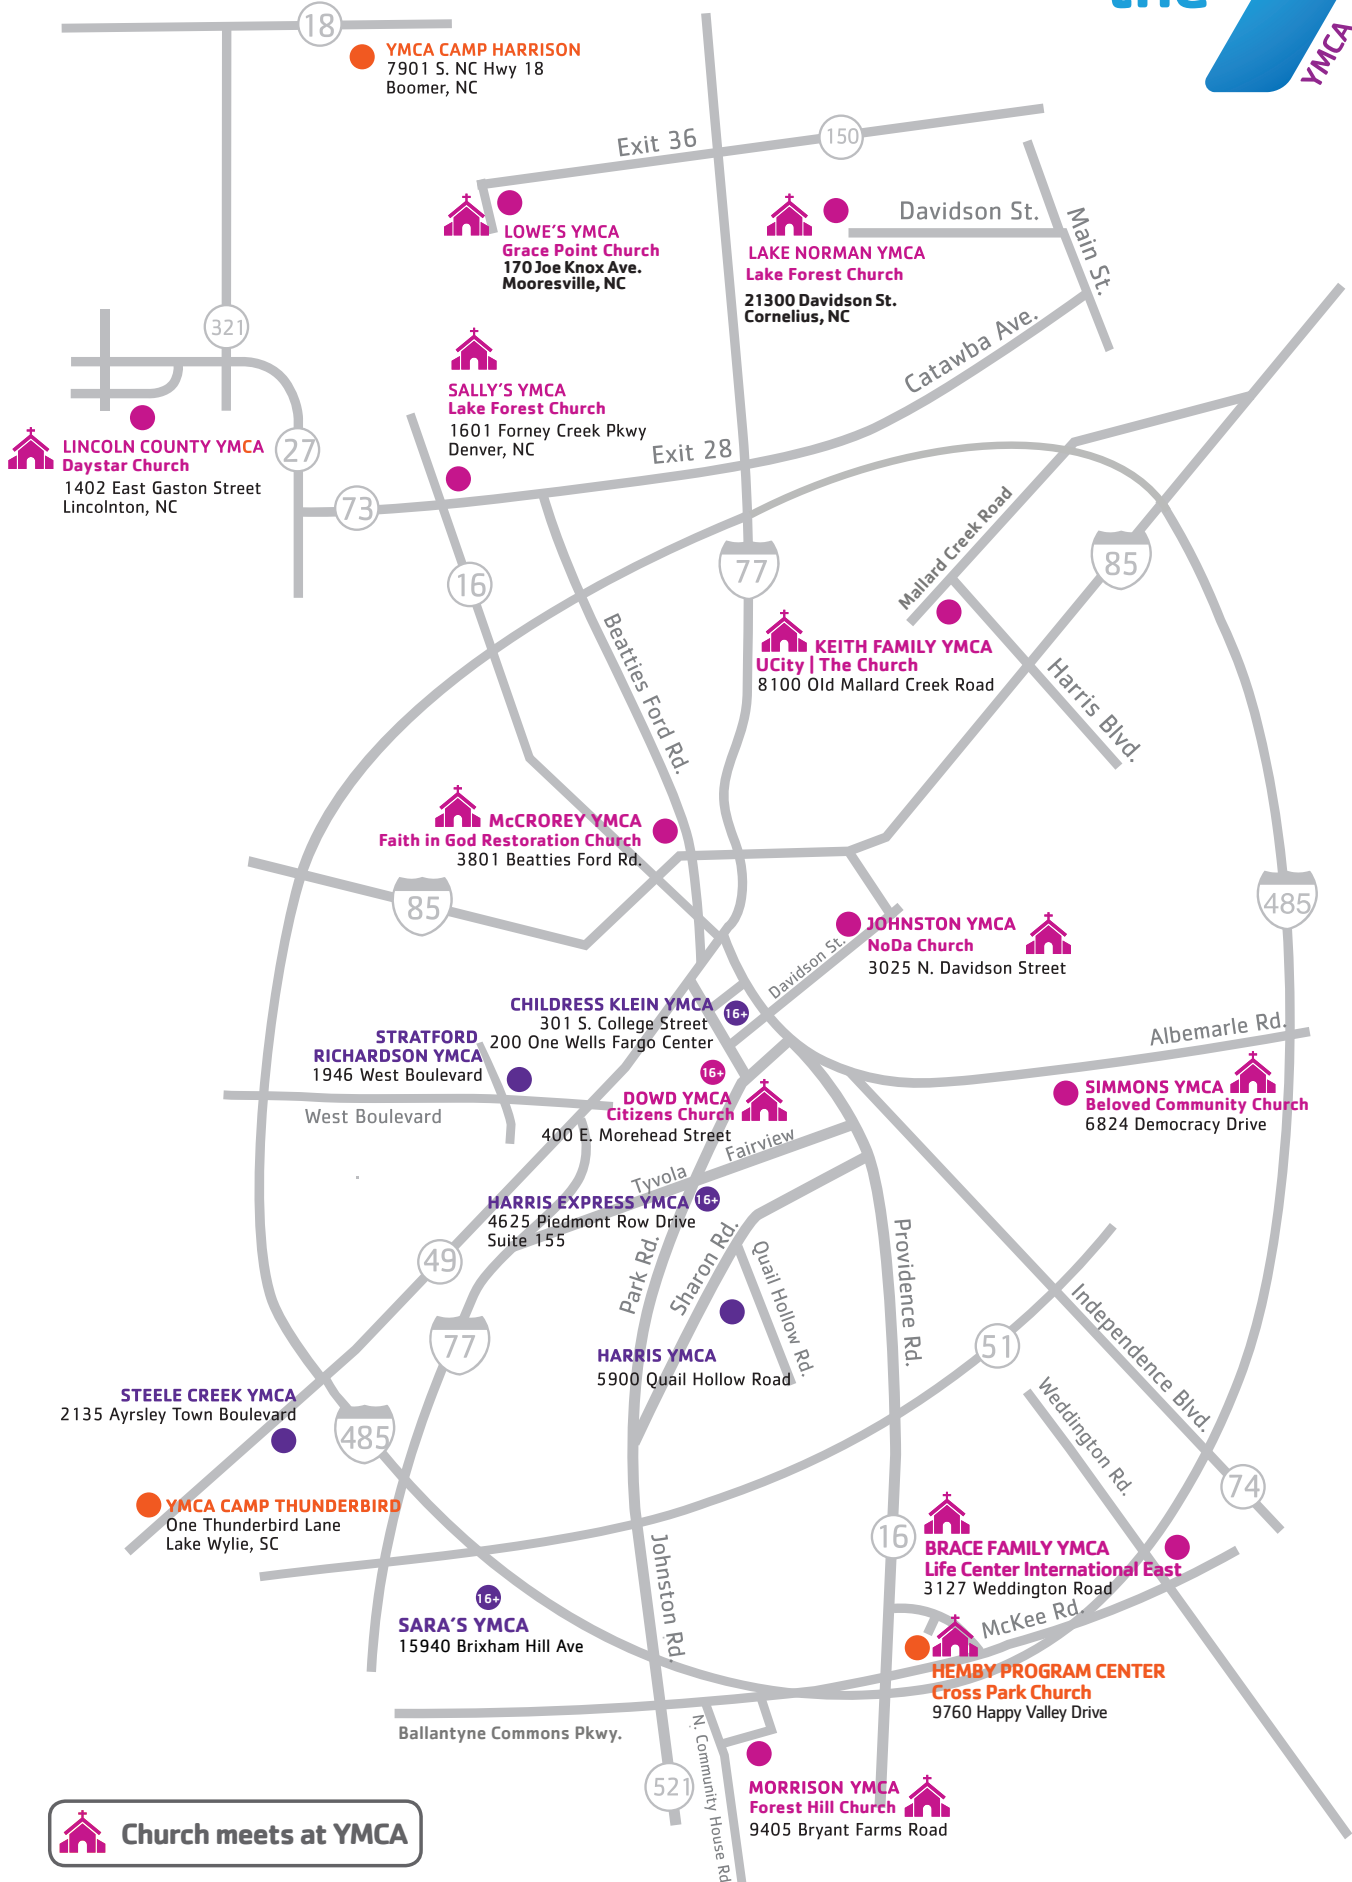 the
YMCA
18
YMCA CAMP HARRISON
7901 S. NC Hwy 18
Boomer, NC
Exit 36
150
LOWE'S YMCA
Grace Point Church
170 Joe Knox Ave.
Mooresville, NC
Davidson St.
Main St.
LAKE NORMAN YMCA
Lake Forest Church
21300 Davidson St.
Cornelius, NC
Catawba Ave.
321
SALLY'S YMCA
Lake Forest Church
1601 Forney Creek Pkwy
Denver, NC
Exit 28
LINCOLN COUNTY YMCA
Daystar Church
1402 East Gaston Street
Lincolnton, NC
27
73
16
77
Mallard Creek Road
85
Beatties Ford Rd.
KEITH FAMILY YMCA
UCity | The Church
8100 Old Mallard Creek Road
Harris Blvd.
McCROREY YMCA
Faith in God Restoration Church
3801 Beatties Ford Rd.
85
485
JOHNSTON YMCA
NoDa Church
3025 N. Davidson Street
Davidson St.
CHILDRESS KLEIN YMCA
16+
301 S. College Street
200 One Wells Fargo Center
STRATFORD
RICHARDSON YMCA
1946 West Boulevard
West Boulevard
16+
DOWD YMCA
Citizens Church
400 E. Morehead Street
Albemarle Rd.
SIMMONS YMCA
Beloved Community Church
6824 Democracy Drive
Fairview
Tyvola
HARRIS EXPRESS YMCA
16+
4625 Piedmont Row Drive
Suite 155
49
Park Rd.
Sharon Rd.
Quail Hollow Rd.
Providence Rd.
77
HARRIS YMCA
5900 Quail Hollow Road
51
Independence Blvd.
Weddington Rd.
STEELE CREEK YMCA
2135 Ayrsley Town Boulevard
485
74
YMCA CAMP THUNDERBIRD
One Thunderbird Lane
Lake Wylie, SC
16
BRACE FAMILY YMCA
Life Center International East
3127 Weddington Road
Johnston Rd.
16+
SARA'S YMCA
15940 Brixham Hill Ave
McKee Rd.
HEMBY PROGRAM CENTER
Cross Park Church
9760 Happy Valley Drive
Ballantyne Commons Pkwy.
N. Community House Rd
521
MORRISON YMCA
Forest Hill Church
9405 Bryant Farms Road
Church meets at YMCA